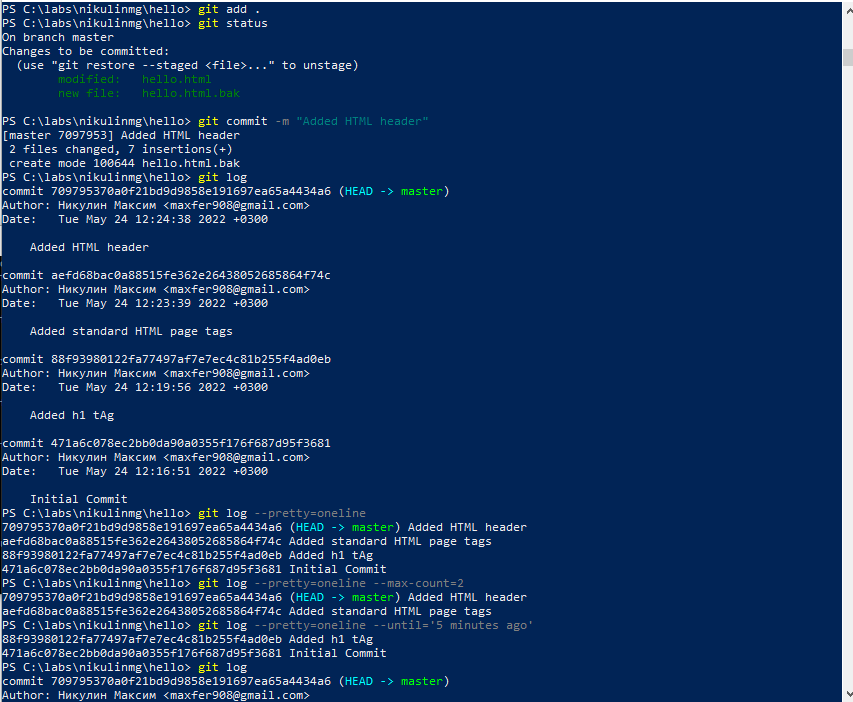 PS C:\labs\nikulinmg\hello> git add .
PS C:\labs\nikulinmg\hello> git status
On branch master
Changes to be committed:
  (use "git restore --staged <file>..." to unstage)
        modified:   hello.html
        new file:   hello.html.bak

PS C:\labs\nikulinmg\hello> git commit -m "Added HTML header"
[master 7097953] Added HTML header
 2 files changed, 7 insertions(+)
 create mode 100644 hello.html.bak
PS C:\labs\nikulinmg\hello> git log
commit 709795370a0f21bd9d9858e191697ea65a4434a6 (HEAD -> master)
Author: Никулин Максим <maxfer908@gmail.com>
Date:   Tue May 24 12:24:38 2022 +0300

    Added HTML header

commit aefd68bac0a88515fe362e26438052685864f74c
Author: Никулин Максим <maxfer908@gmail.com>
Date:   Tue May 24 12:23:39 2022 +0300

    Added standard HTML page tags

commit 88f93980122fa77497af7e7ec4c81b255f4ad0eb
Author: Никулин Максим <maxfer908@gmail.com>
Date:   Tue May 24 12:19:56 2022 +0300

    Added h1 tAg

commit 471a6c078ec2bb0da90a0355f176f687d95f3681
Author: Никулин Максим <maxfer908@gmail.com>
Date:   Tue May 24 12:16:51 2022 +0300

    Initial Commit
PS C:\labs\nikulinmg\hello> git log --pretty=oneline
709795370a0f21bd9d9858e191697ea65a4434a6 (HEAD -> master) Added HTML header
aefd68bac0a88515fe362e26438052685864f74c Added standard HTML page tags
88f93980122fa77497af7e7ec4c81b255f4ad0eb Added h1 tAg
471a6c078ec2bb0da90a0355f176f687d95f3681 Initial Commit
PS C:\labs\nikulinmg\hello> git log --pretty=oneline --max-count=2
709795370a0f21bd9d9858e191697ea65a4434a6 (HEAD -> master) Added HTML header
aefd68bac0a88515fe362e26438052685864f74c Added standard HTML page tags
PS C:\labs\nikulinmg\hello> git log --pretty=oneline --until='5 minutes ago'
88f93980122fa77497af7e7ec4c81b255f4ad0eb Added h1 tAg
471a6c078ec2bb0da90a0355f176f687d95f3681 Initial Commit
PS C:\labs\nikulinmg\hello> git log
commit 709795370a0f21bd9d9858e191697ea65a4434a6 (HEAD -> master)
Author: Никулин Максим <maxfer908@gmail.com>